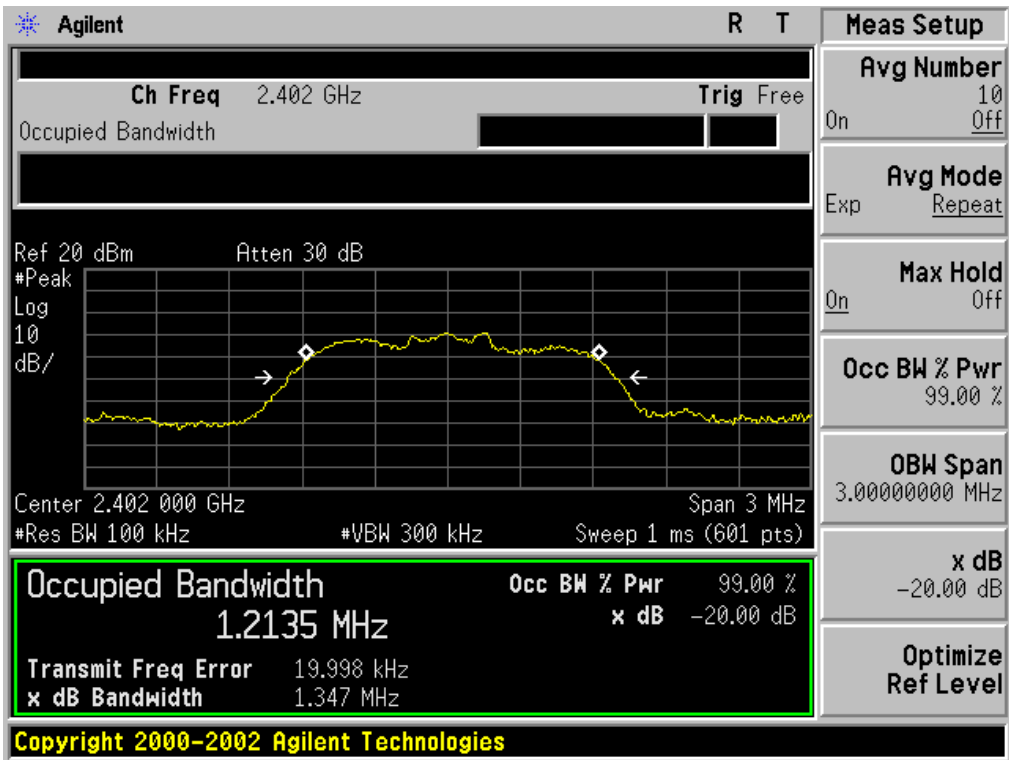 Agilent R T
Ch Freq 2.402 GHz Trig Free
Occupied Bandwidth
Ref 20 dBm Atten 30 dB
#Peak
Log
10
dB/
Center 2.402 000 GHz Span 3 MHz
#Res BW 100 kHz #VBW 300 kHz Sweep 1 ms (601 pts)
Occupied Bandwidth Occ BW % Pwr 99.00 %
1.2135 MHz x dB -20.00 dB
Transmit Freq Error 19.998 kHz
x dB Bandwidth 1.347 MHz
Copyright 2000-2002 Agilent Technologies
Meas Setup
Avg Number
10
On Off
Avg Mode
Exp Repeat
Max Hold
On Off
Occ BW % Pwr
99.00 %
OBW Span
3.00000000 MHz
x dB
-20.00 dB
Optimize
Ref Level